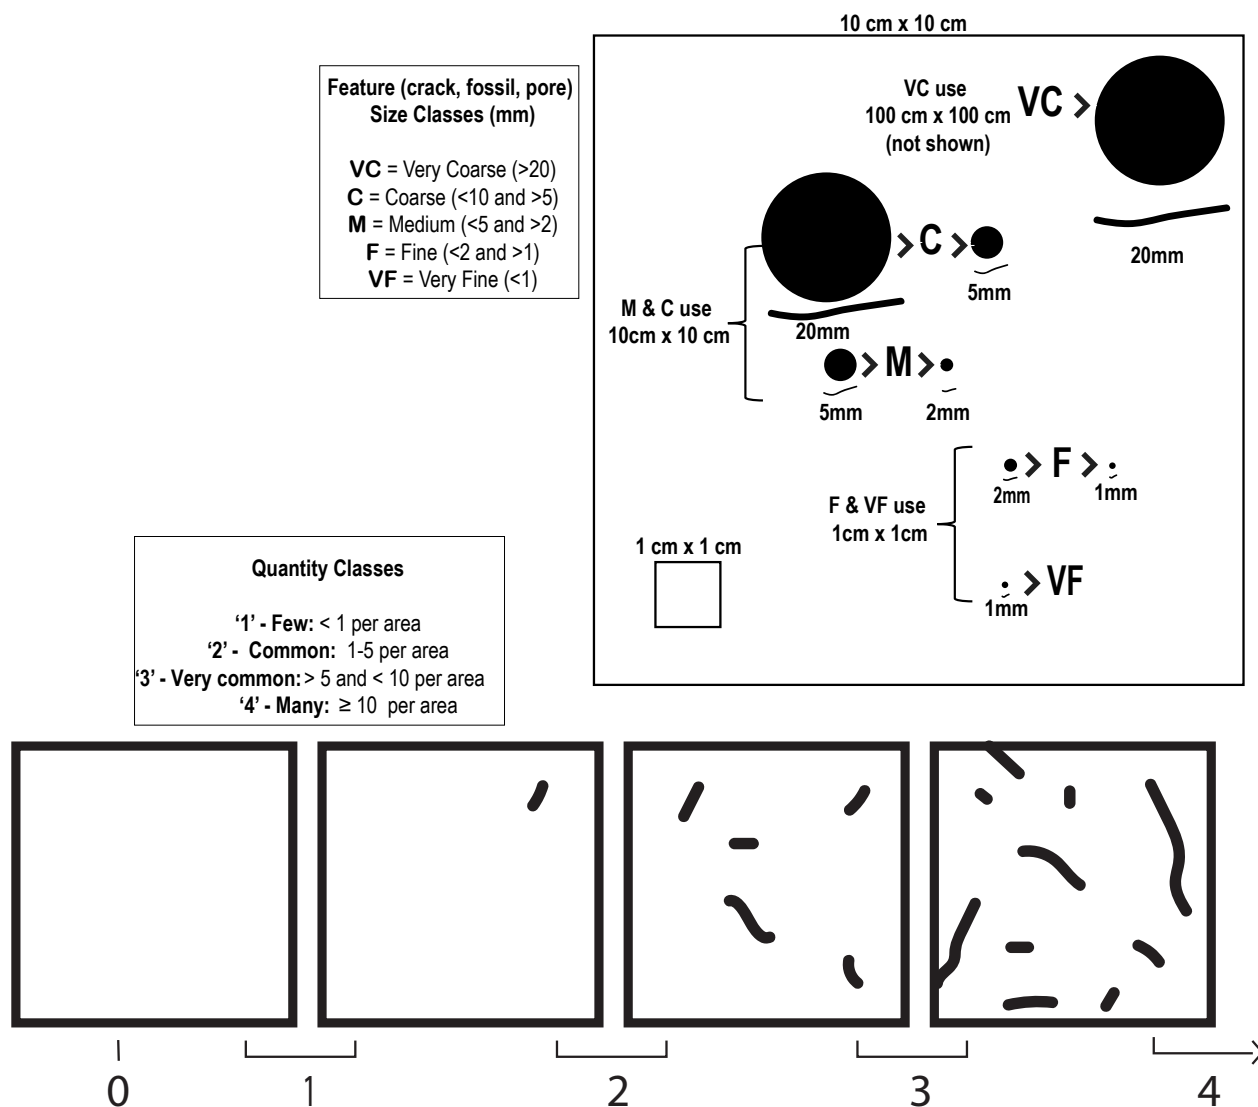 10 cm x 10 cm
Feature (crack, fossil, pore)
Size Classes (mm)
VC = Very Coarse (>20)
C = Coarse (<10 and >5)
M = Medium (<5 and >2)
F = Fine (<2 and >1)
VF = Very Fine (<1)
VC use
100 cm x 100 cm
(not shown)
VC >
20mm
M & C use
10cm x 10 cm
> C >
20mm
5mm
> M >
5mm
2mm
F & VF use
1cm x 1cm
> F >
2mm
1mm
> VF
1mm
1 cm x 1 cm
Quantity Classes
‘1’ - Few: < 1 per area
‘2’ - Common: 1-5 per area
‘3’ - Very common: > 5 and < 10 per area
‘4’ - Many: ≥ 10 per area
0 1 2 3 4